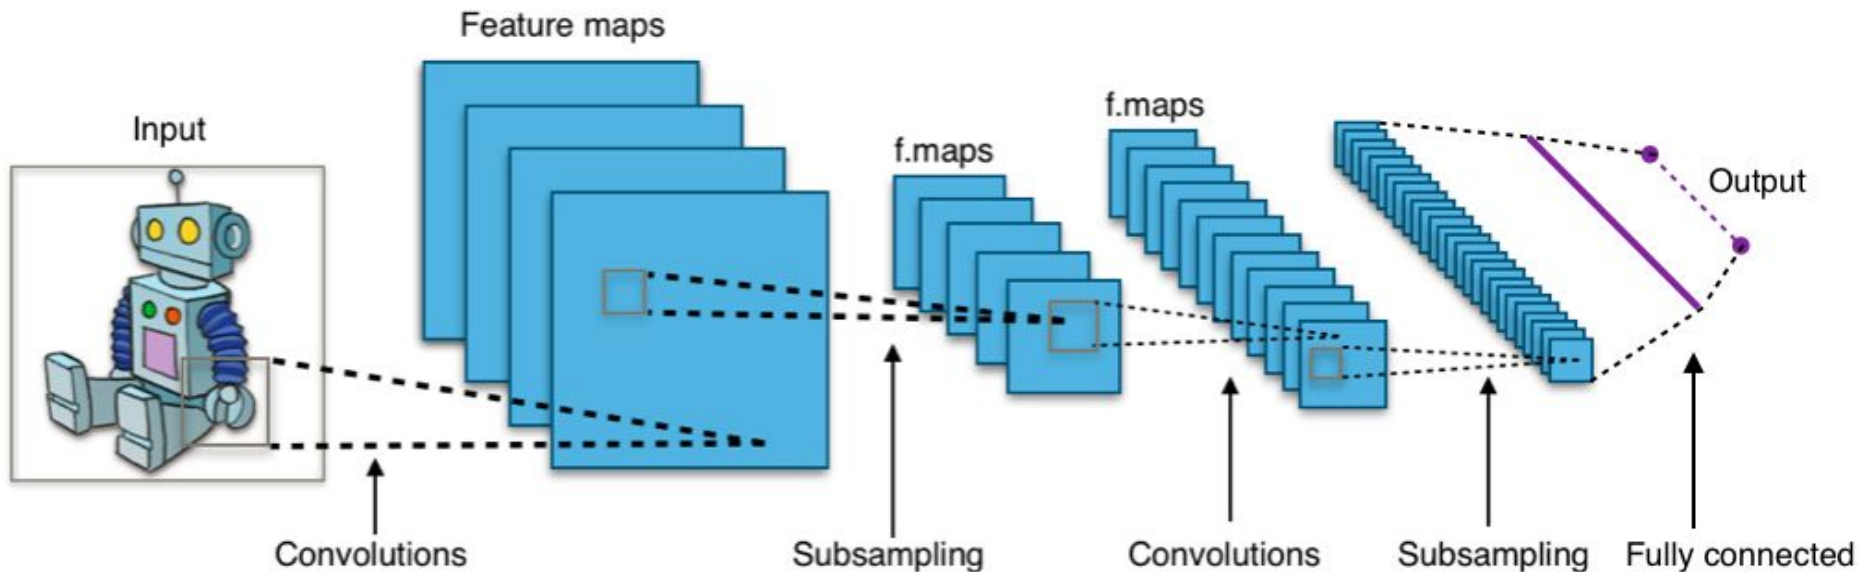 Feature maps
f.maps
Input
f.maps
Output
Convolutions
Subsampling
Convolutions
Subsampling
Fully connected